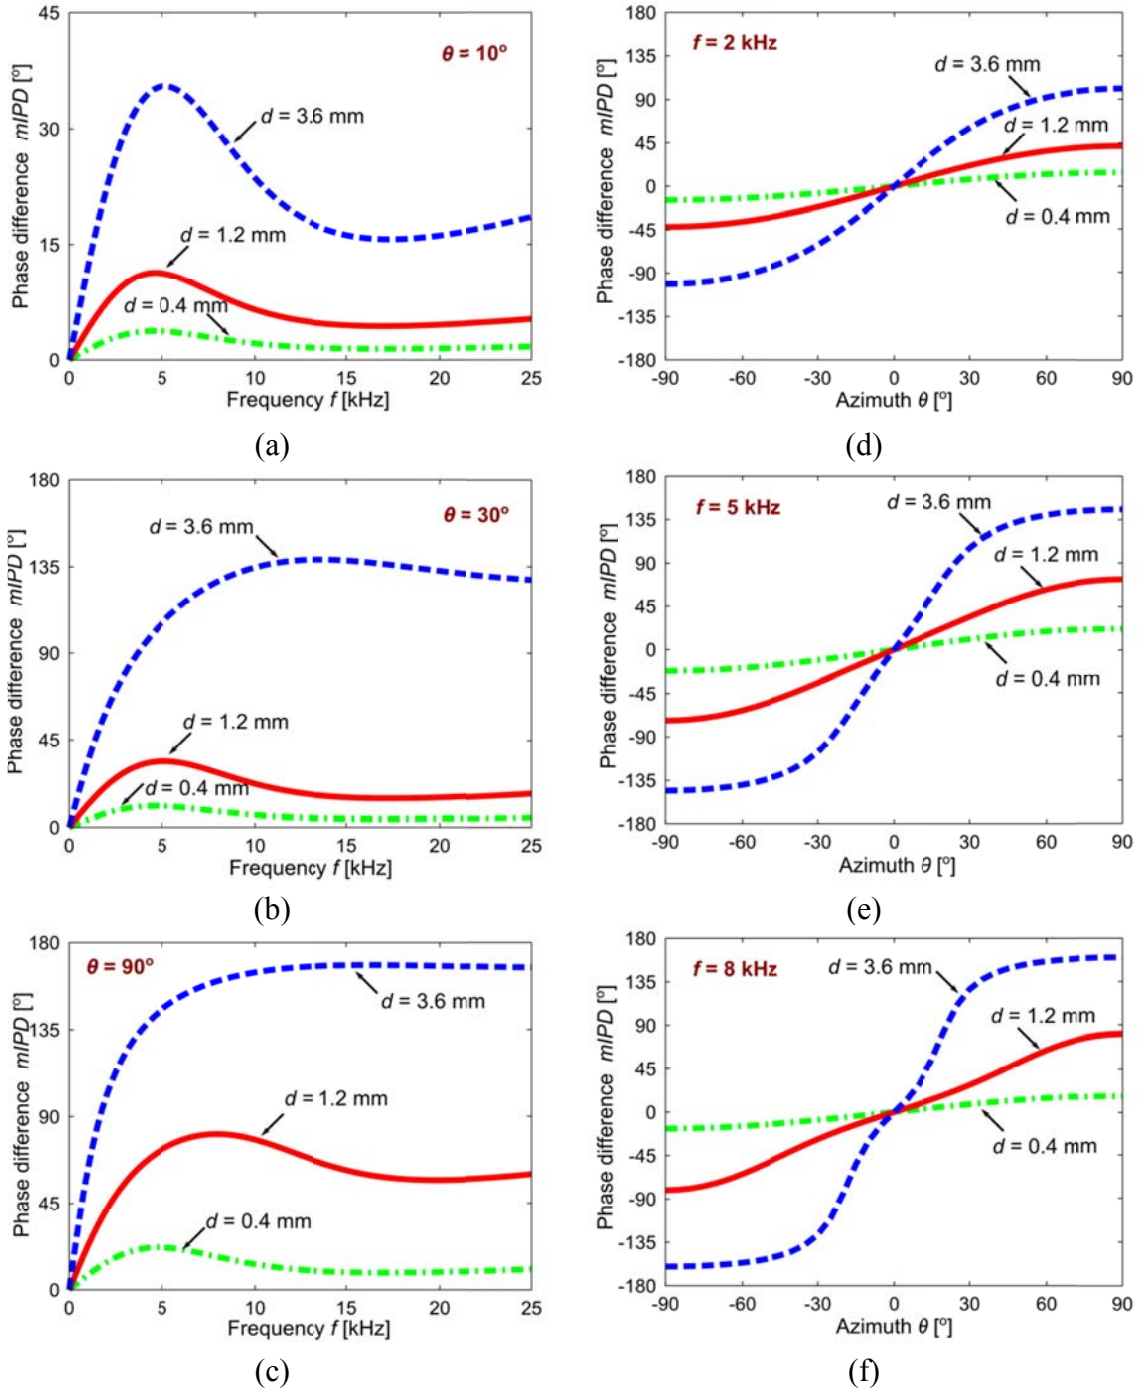 45
30
15
0
Phase difference mIPD [º]
θ = 10º
d = 3.6 mm
d = 1.2 mm
d = 0.4 mm
0 5 10 15 20 25
Frequency f [kHz]
(a)
180
135
90
45
0
-45
-90
-135
-180
Phase difference mIPD [º]
f = 2 kHz
d = 3.6 mm
d = 1.2 mm
d = 0.4 mm
-90 -60 -30 0 30 60 90
Azimuth θ [º]
(d)
180
135
90
45
0
Phase difference mIPD [º]
θ = 30º
d = 3.6 mm
d = 1.2 mm
d = 0.4 mm
0 5 10 15 20 25
Frequency f [kHz]
(b)
180
135
90
45
0
-45
-90
-135
-180
Phase difference mIPD [º]
f = 5 kHz
d = 3.6 mm
d = 1.2 mm
d = 0.4 mm
-90 -60 -30 0 30 60 90
Azimuth θ [º]
(e)
180
135
90
45
0
Phase difference mIPD [º]
θ = 90º
d = 3.6 mm
d = 1.2 mm
d = 0.4 mm
0 5 10 15 20 25
Frequency f [kHz]
(c)
180
135
90
45
0
-45
-90
-135
-180
Phase difference mIPD [º]
f = 8 kHz
d = 3.6 mm
d = 1.2 mm
d = 0.4 mm
-90 -60 -30 0 30 60 90
Azimuth θ [º]
(f)